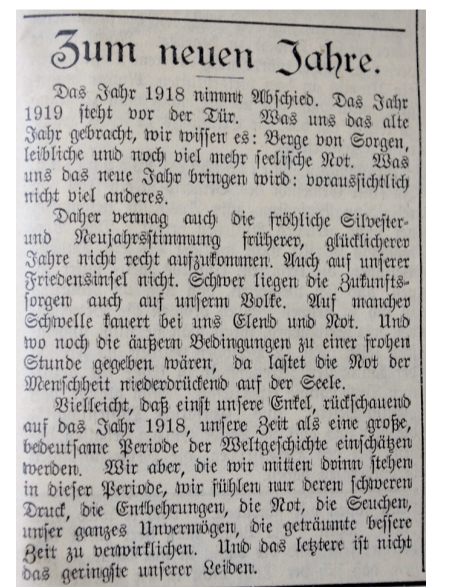 Zum neuen Jahre.
Das Jahr 1918 nimmt Abschied. Das Jahr
1919 steht vor der Tür. Was uns das alte
Jahr gebracht, wir wissen es: Berge von Sorgen,
leibliche und noch viel mehr seelische Not. Was
uns das neue Jahr bringen wird: voraussichtlich
nicht viel anderes.
Daher vermag auch die fröhliche Silvester-
und Neujahrsstimmung früherer, glücklicherer
Jahre nicht recht aufzukommen. Auch auf unserer
Friedensinsel nicht. Schwer liegen die Zukunfts-
sorgen auch auf unserm Volke. Auf mancher
Schwelle kauert bei uns Elend und Not. Und
wo noch die äußern Bedingungen zu einer frohen
Stunde gegeben wären, da lastet die Not der
Menschheit niederdrückend auf der Seele.
Vielleicht, daß einst unsere Enkel, rückschauend
auf das Jahr 1918, unsere Zeit als eine große,
bedeutsame Periode der Weltgeschichte einschätzen
werden. Wir aber, die wir mitten drinn stehen
in dieser Periode, wir fühlen nur deren schweren
Druck, die Entbehrungen, die Not, die Seuchen,
unser ganzes Unvermögen, die geträumte bessere
Zeit zu verwirklichen. Und das letztere ist nicht
das geringste unserer Leiden.